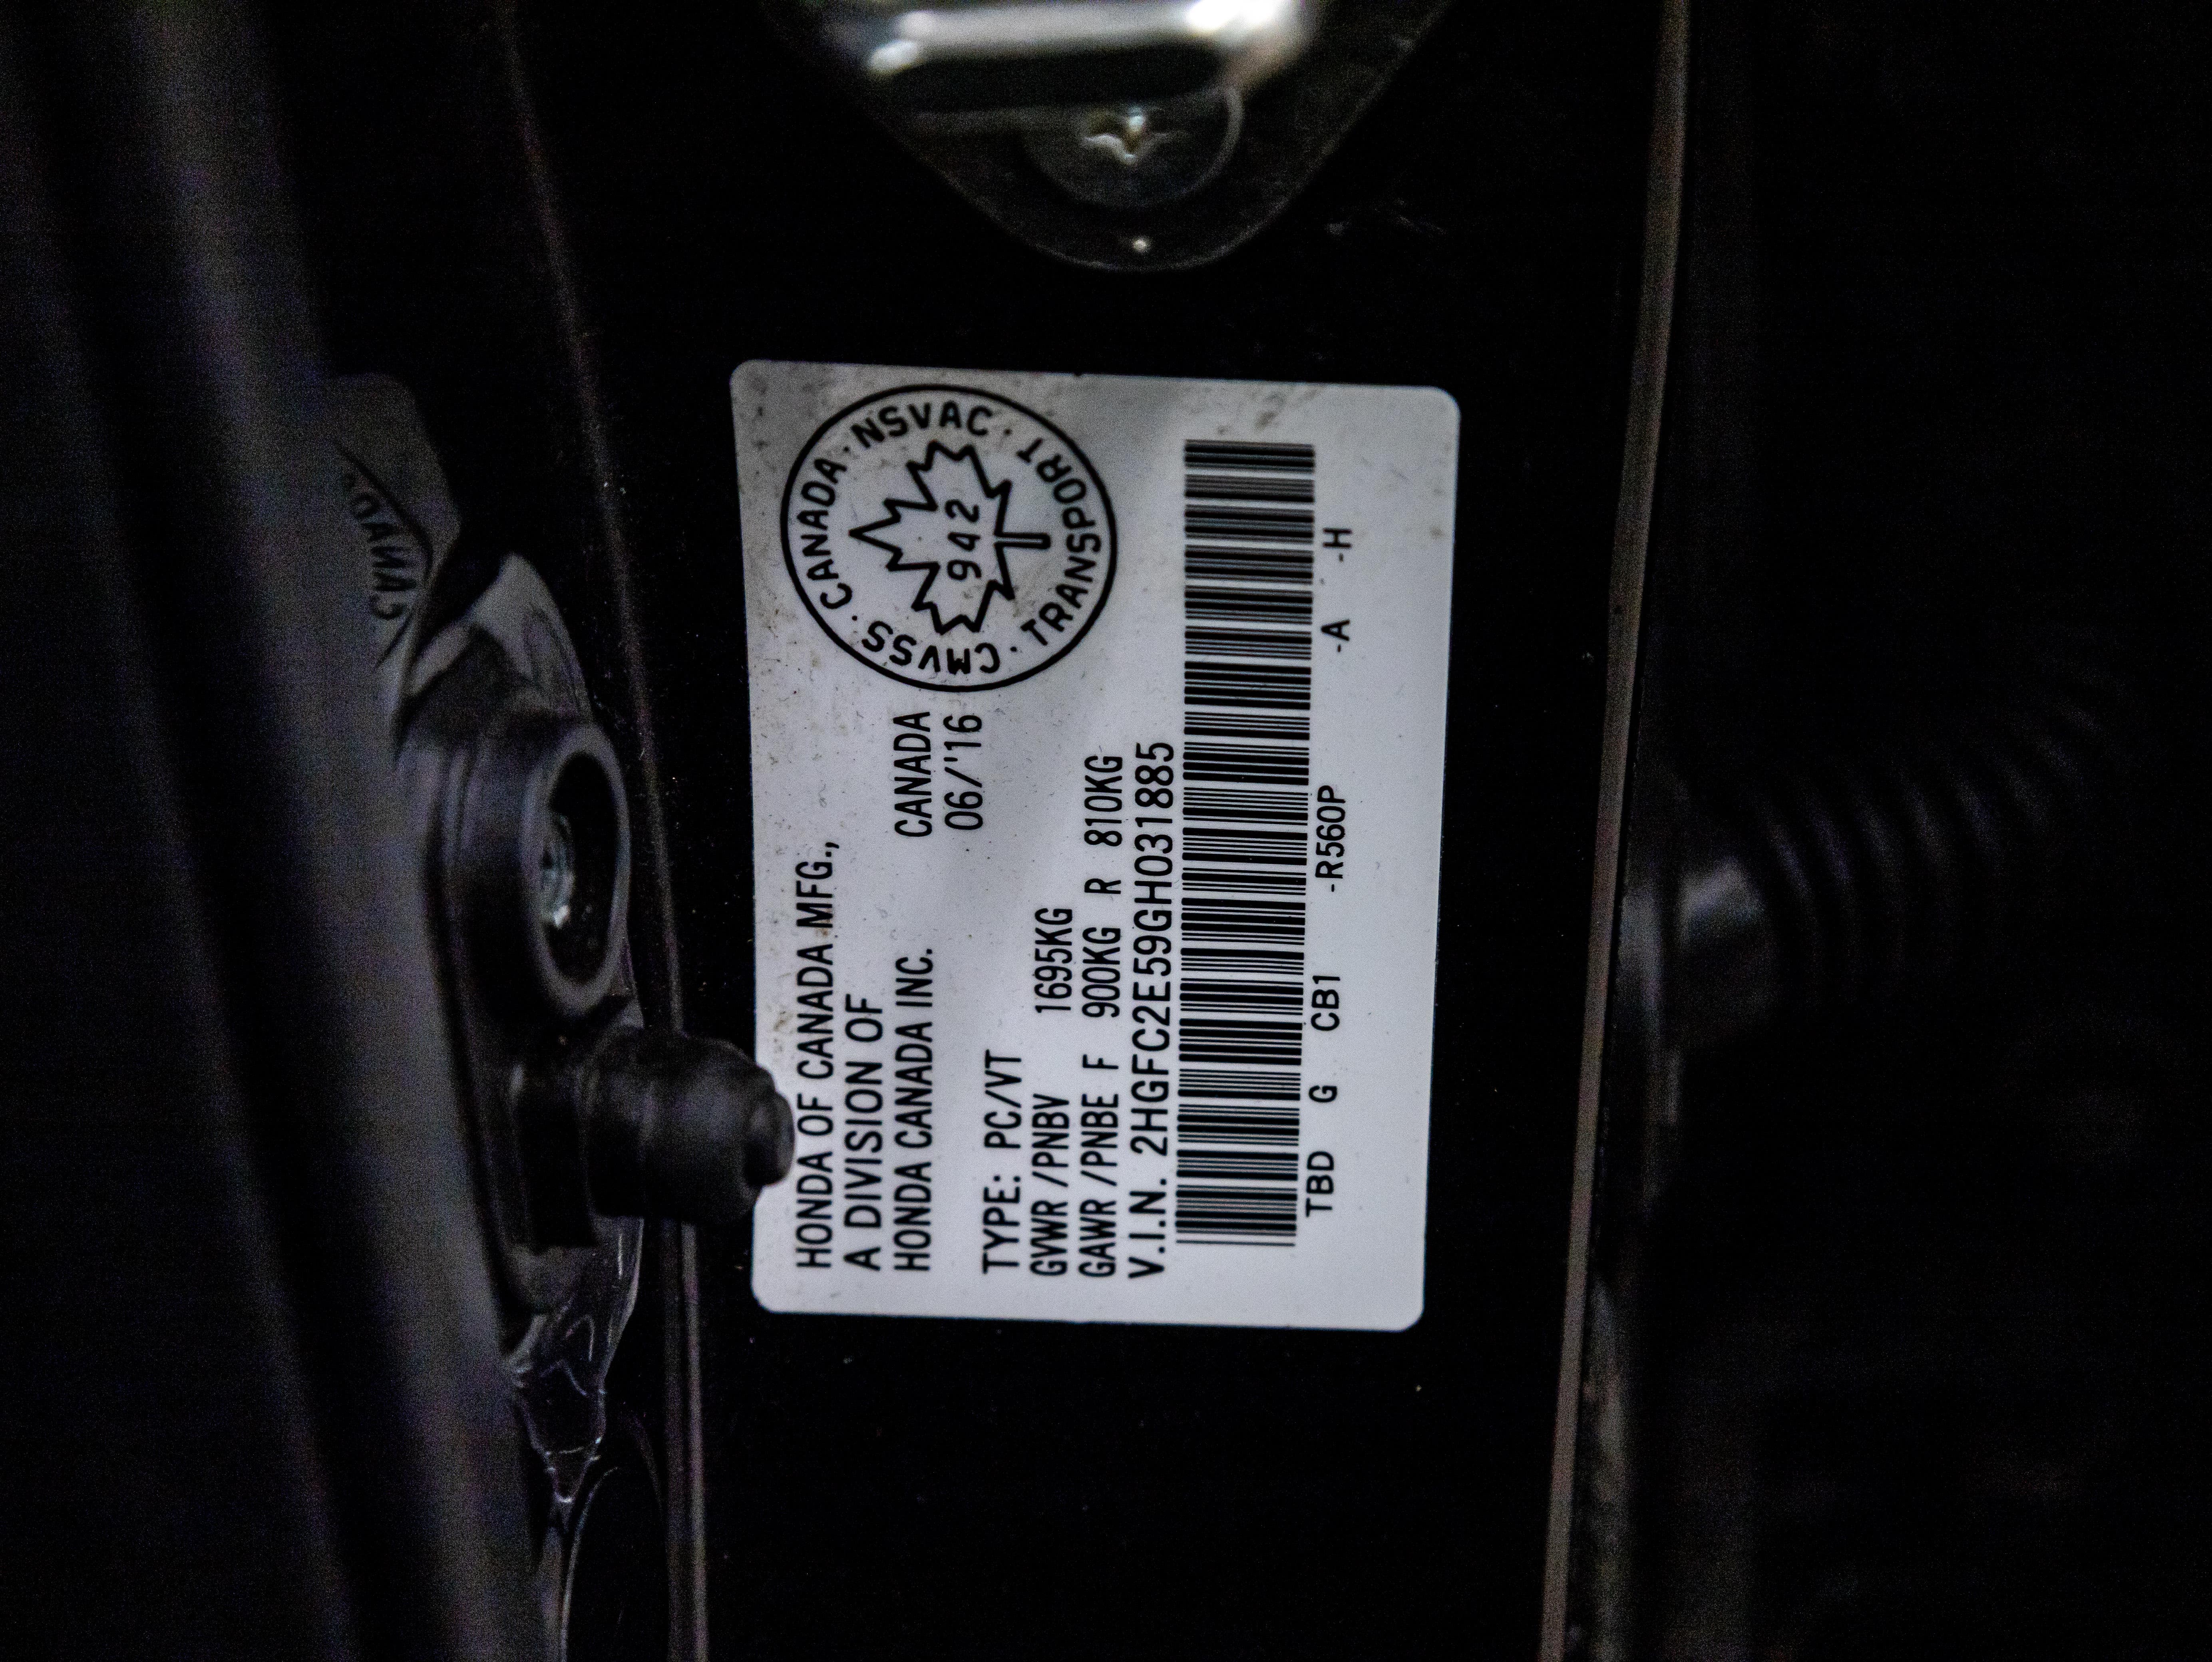 HONDA OF CANADA MFG.,
A DIVISION OF
HONDA CANADA INC. CANADA
06/'16
CANADA · NSVAC · TRANSPORT · CMVSS ·
942
TYPE: PC/VT
GVWR /PNBV 1695KG
GAWR /PNBE F 900KG R 810KG
V.I.N. 2HGFC2E59GH031885
TBD G CB1 -R560P -A -H